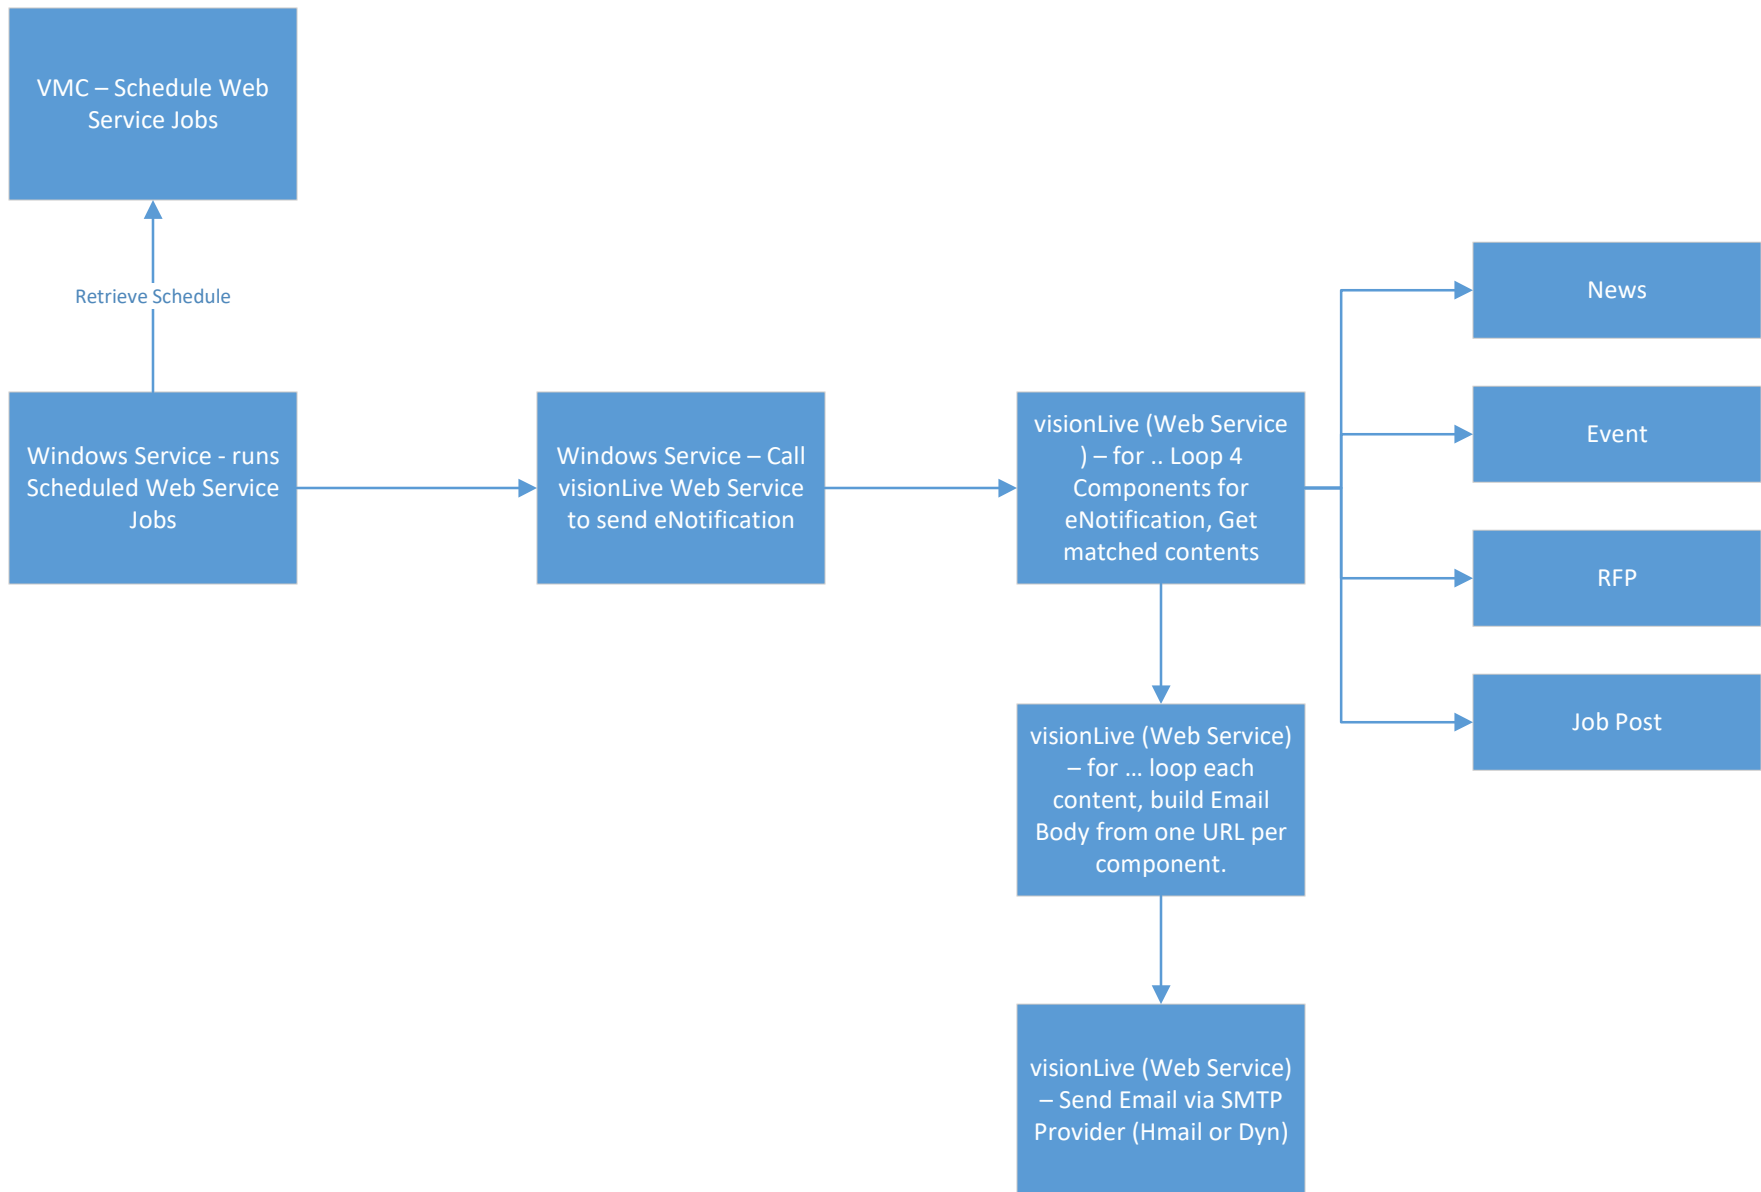 VMC – Schedule Web
Service Jobs
Retrieve Schedule
Windows Service - runs
Scheduled Web Service
Jobs
Windows Service – Call
visionLive Web Service
to send eNotification
visionLive (Web Service
) – for .. Loop 4
Components for
eNotification, Get
matched contents
News
Event
RFP
Job Post
visionLive (Web Service)
– for ... loop each
content, build Email
Body from one URL per
component.
visionLive (Web Service)
– Send Email via SMTP
Provider (Hmail or Dyn)